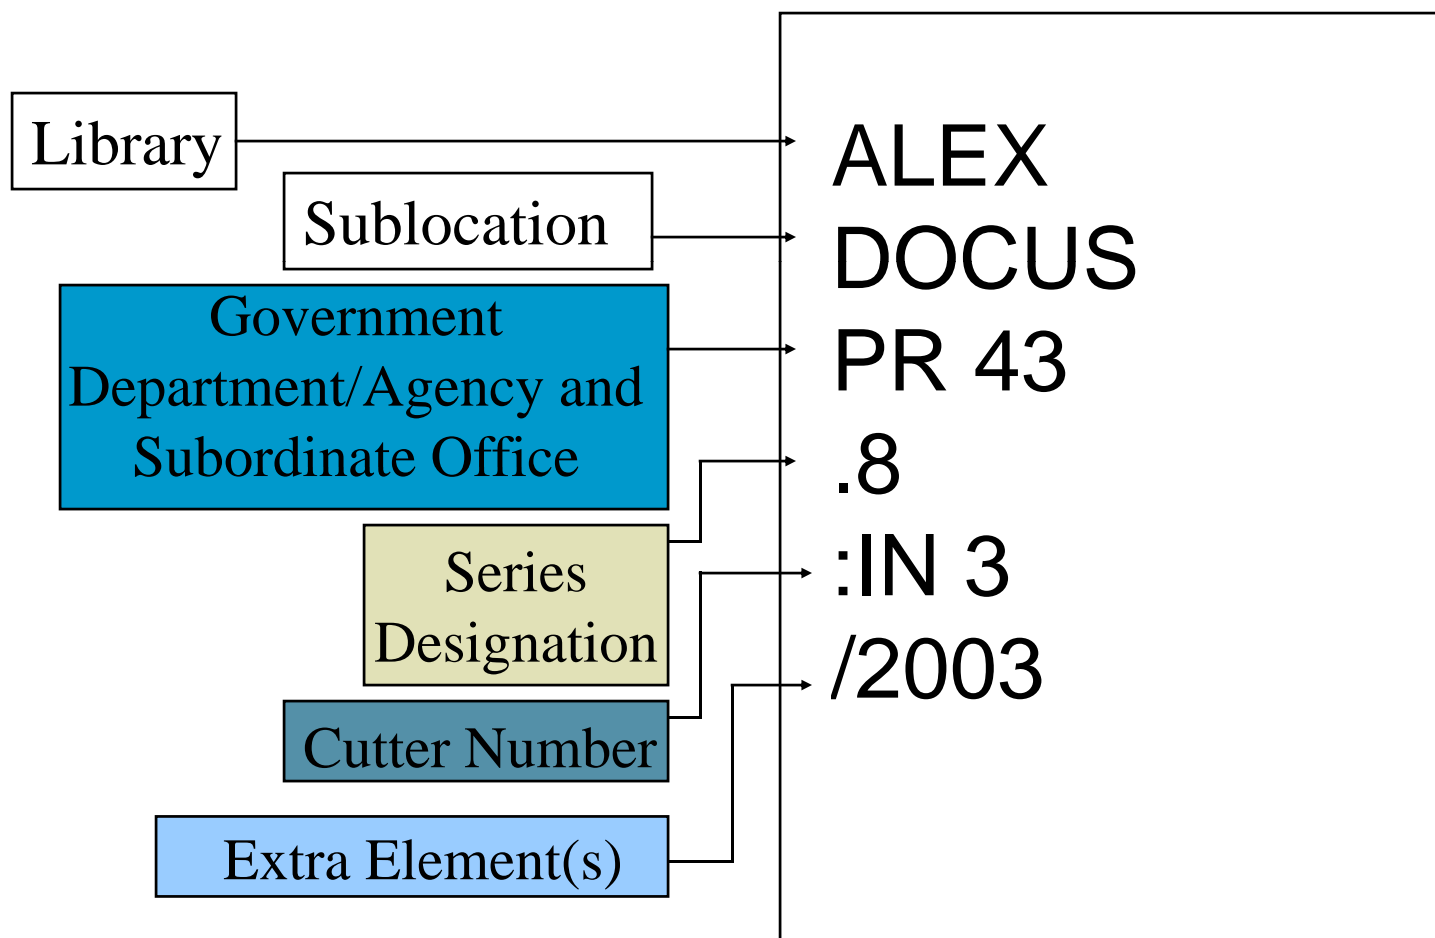 Library
Sublocation
Government
Department/Agency and
Subordinate Office
Series
Designation
Cutter Number
Extra Element(s)
ALEX
DOCUS
PR 43
.8
:IN 3
/2003